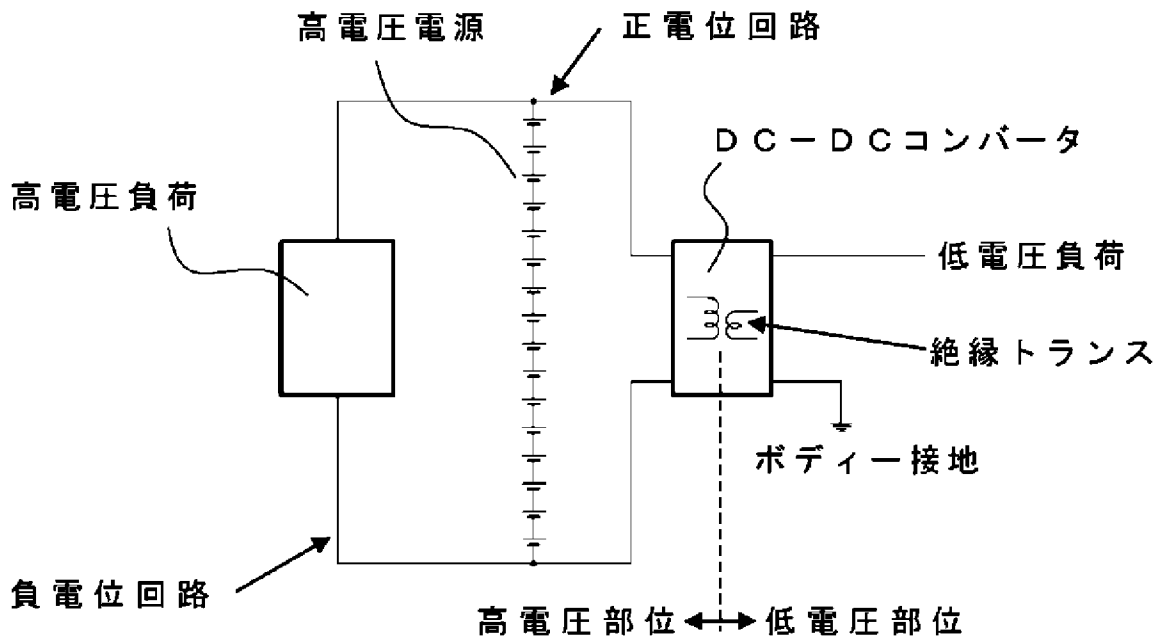 高電圧電源
正電位回路
DC－DCコンバータ
高電圧負荷
低電圧負荷
絶縁トランス
ボディー接地
負電位回路
高電圧部位
低電圧部位